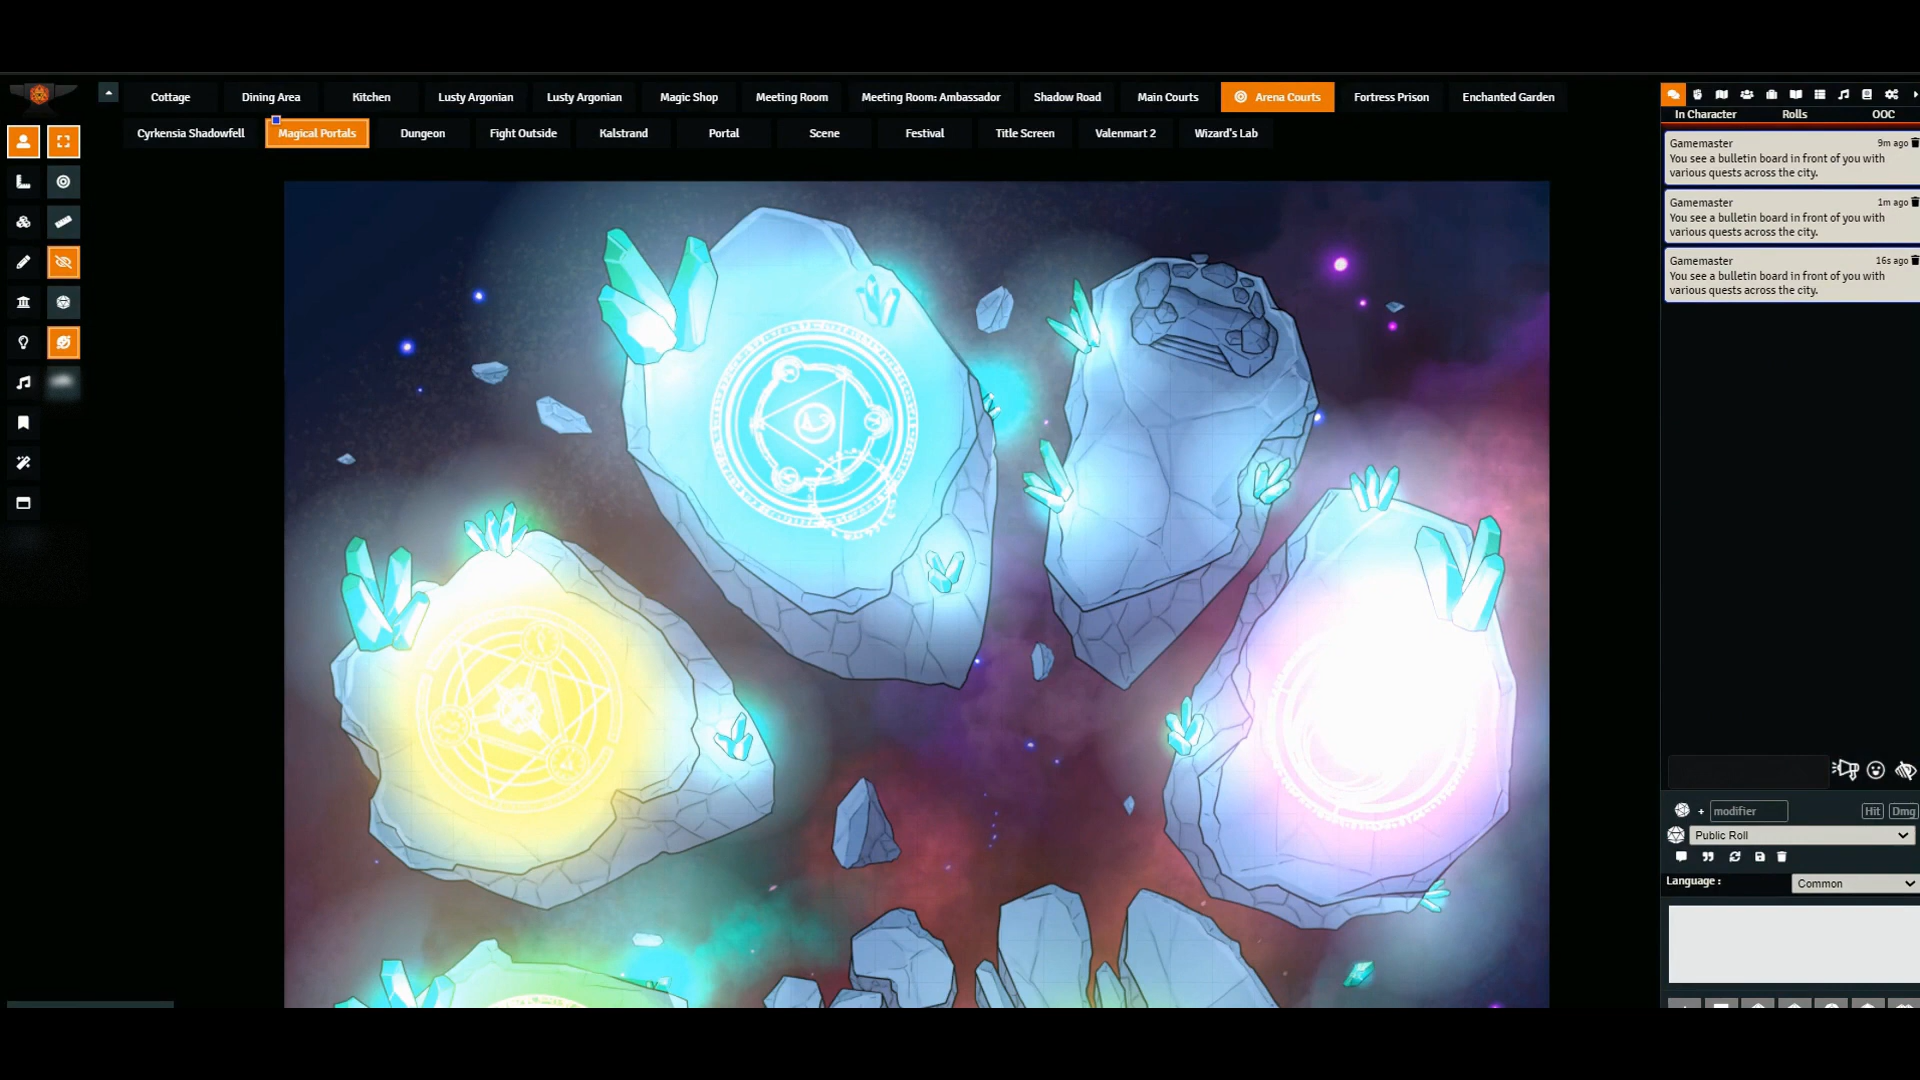 Cottage
Dining Area
Kitchen
Lusty Argonian
Lusty Argonian
Magic Shop
Meeting Room
Meeting Room: Ambassador
Shadow Road
Main Courts
Arena Courts
Fortress Prison
Enchanted Garden
Cyrkensia Shadowfell
Magical Portals
Dungeon
Fight Outside
Kalstrand
Portal
Scene
Festival
Title Screen
Valenmart 2
Wizard's Lab
In Character
Rolls
OOC
Gamemaster
9m ago
You see a bulletin board in front of you with
various quests across the city.
Gamemaster
1m ago
You see a bulletin board in front of you with
various quests across the city.
Gamemaster
16s ago
You see a bulletin board in front of you with
various quests across the city.
+
modifier
Hit
Dmg
Public Roll
Language :
Common